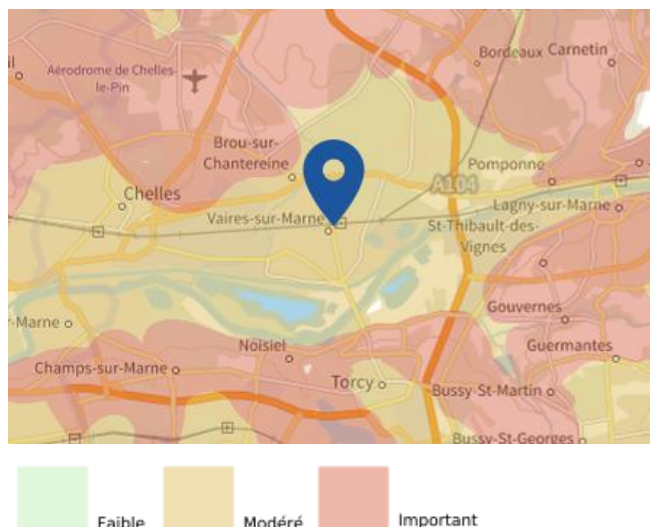 Bordeaux
Carnetin
il
Aérodrome de Chelles-
le-Pin
Brou-sur-
Chantereine
Pomponne
A104
Chelles
Lagny-sur-Marne
Vaires-sur-Marne
St-Thibault-des-
Vignes
Gouvernes
r-Marne
Noisiel
Guermantes
Champs-sur-Marne
Torcy
Bussy-St-Martin
Bussy-St-Georges
Faible
Modéré
Important